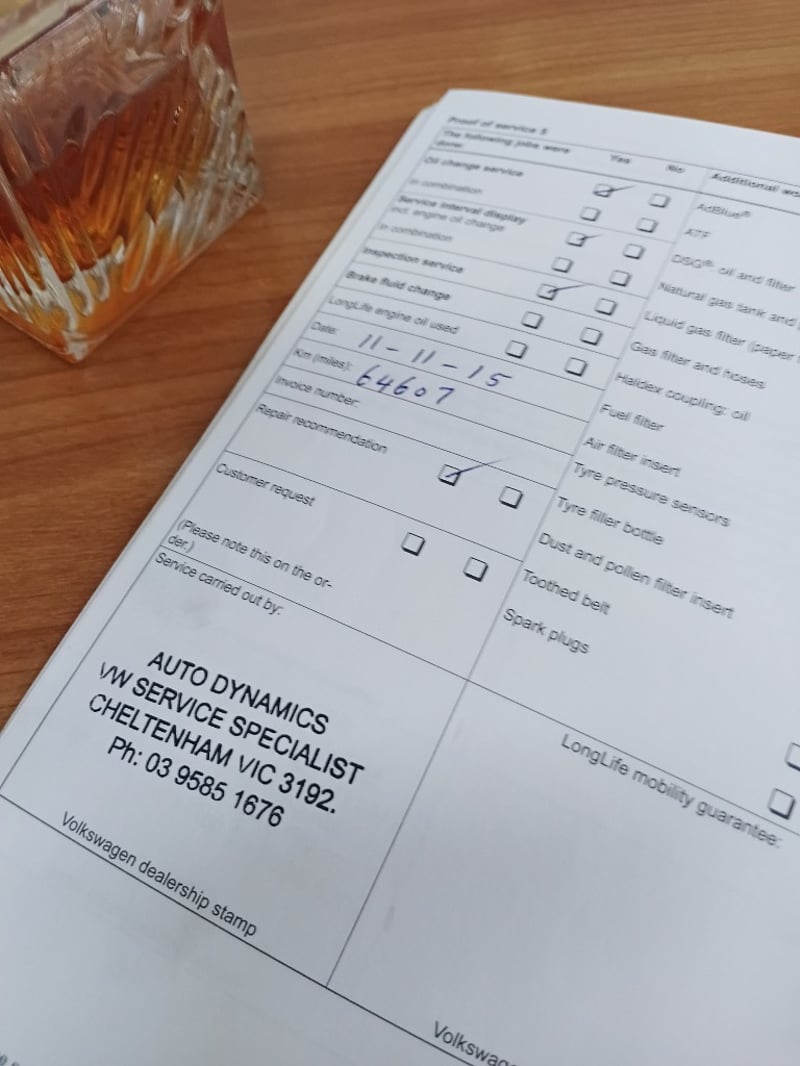 Proof of service 5
The following jobs were done:
Yes
No
Oil change service
In combination
Service interval display
incl. engine oil change
In combination
Inspection service
Brake fluid change
LongLife engine oil used
Date: 11-11-15
Km (miles): 64607
Invoice number:
Repair recommendation
Customer request
(Please note this on the or-
der.)
Service carried out by:
AUTO DYNAMICS
VW SERVICE SPECIALIST
CHELTENHAM VIC 3192.
Ph: 03 9585 1676
Volkswagen dealership stamp
Additional
AdBlue®
ATF
DSG®: oil and filter
Natural gas tank and
Liquid gas filter (paper
Gas filter and hoses
Haldex coupling: oil
Fuel filter
Air filter insert
Tyre pressure sensors
Tyre filler bottle
Dust and pollen filter insert
Toothed belt
Spark plugs
LongLife mobility guarantee: